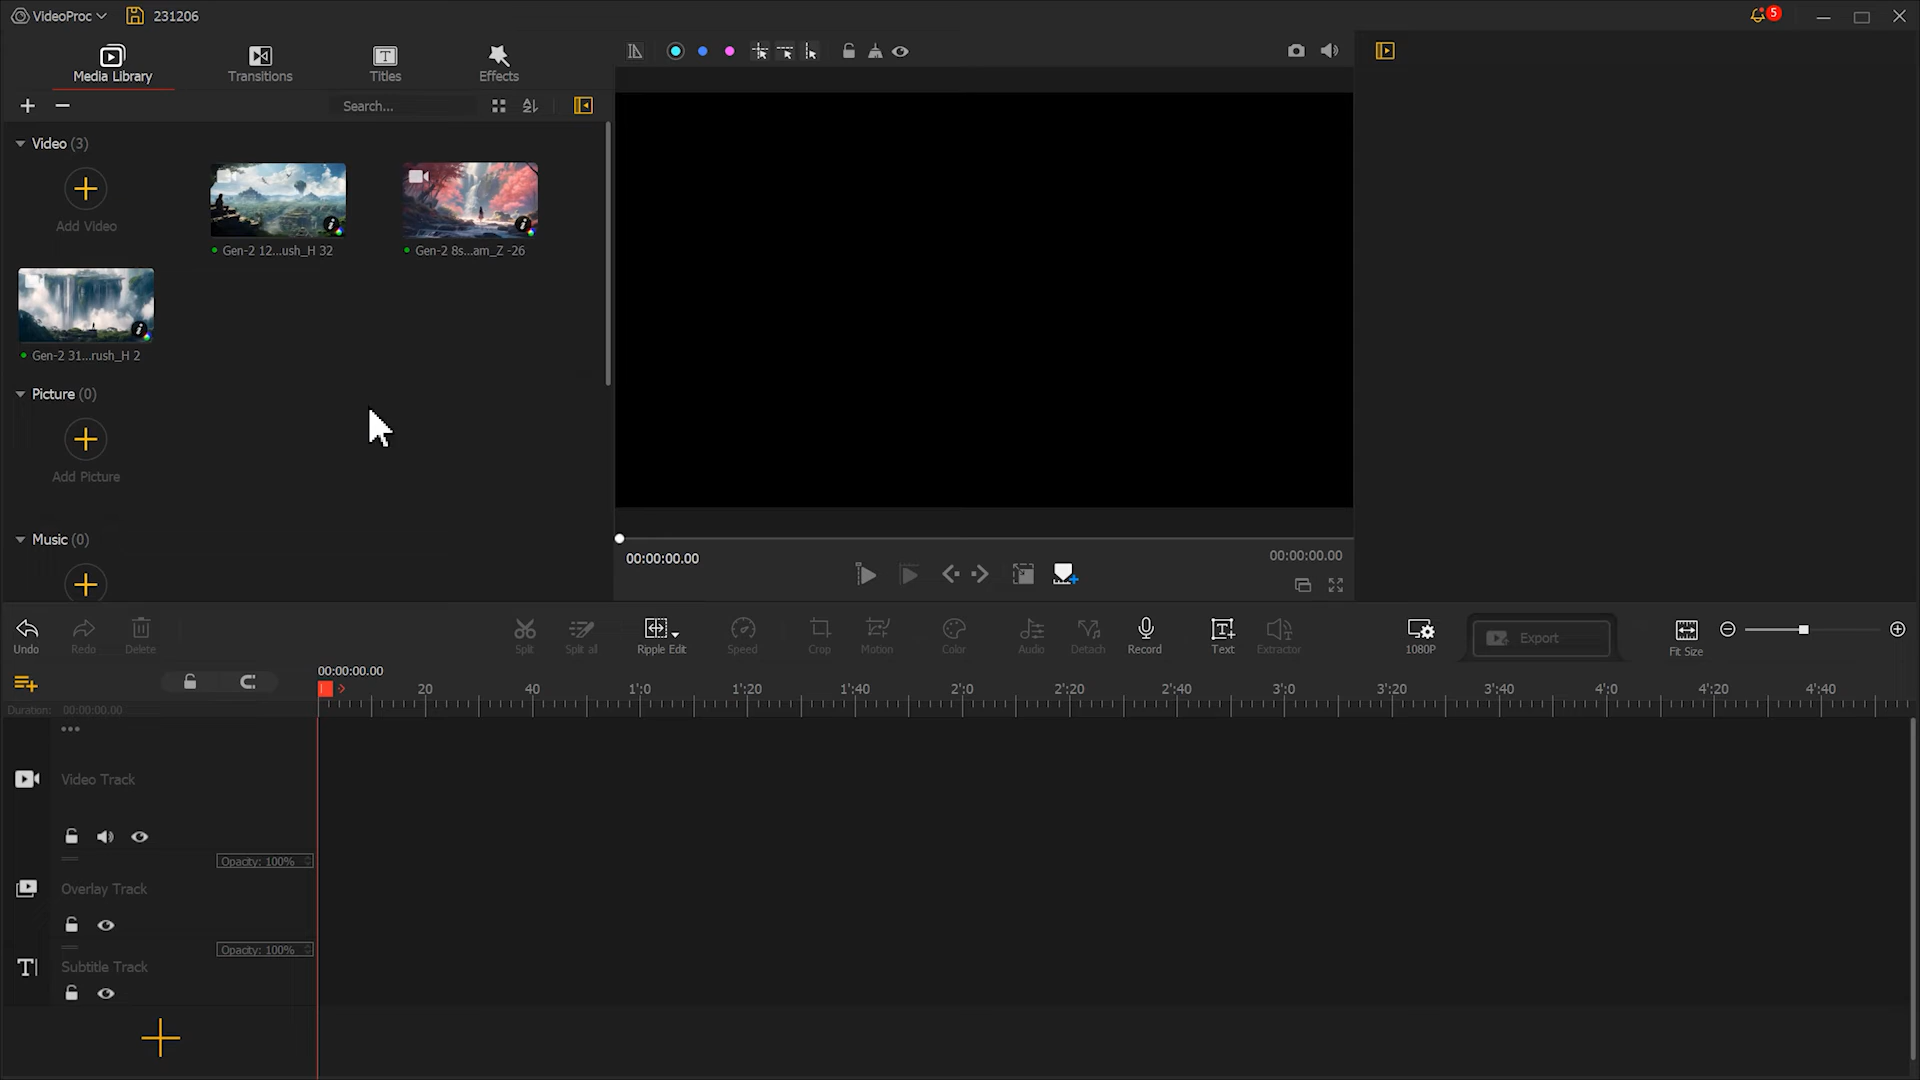 VideoProc
231206
5
Media Library
Transitions
Titles
Effects
Search...
Video (3)
Add Video
Gen-2 12...ush_H 32
Gen-2 8s...am_Z -26
Gen-2 31...rush_H 2
Picture (0)
Add Picture
Music (0)
00:00:00.00
00:00:00.00
Undo
Redo
Delete
Split
Split all
Ripple Edit
Speed
Crop
Motion
Color
Audio
Detach
Record
Text
Extractor
1080P
Export
Fit Size
00:00:00.00
20
40
1'0
1'20
1'40
2'0
2'20
2'40
3'0
3'20
3'40
4'0
4'20
4'40
Duration: 00:00:00.00
Video Track
Opacity: 100%
Overlay Track
Opacity: 100%
Subtitle Track